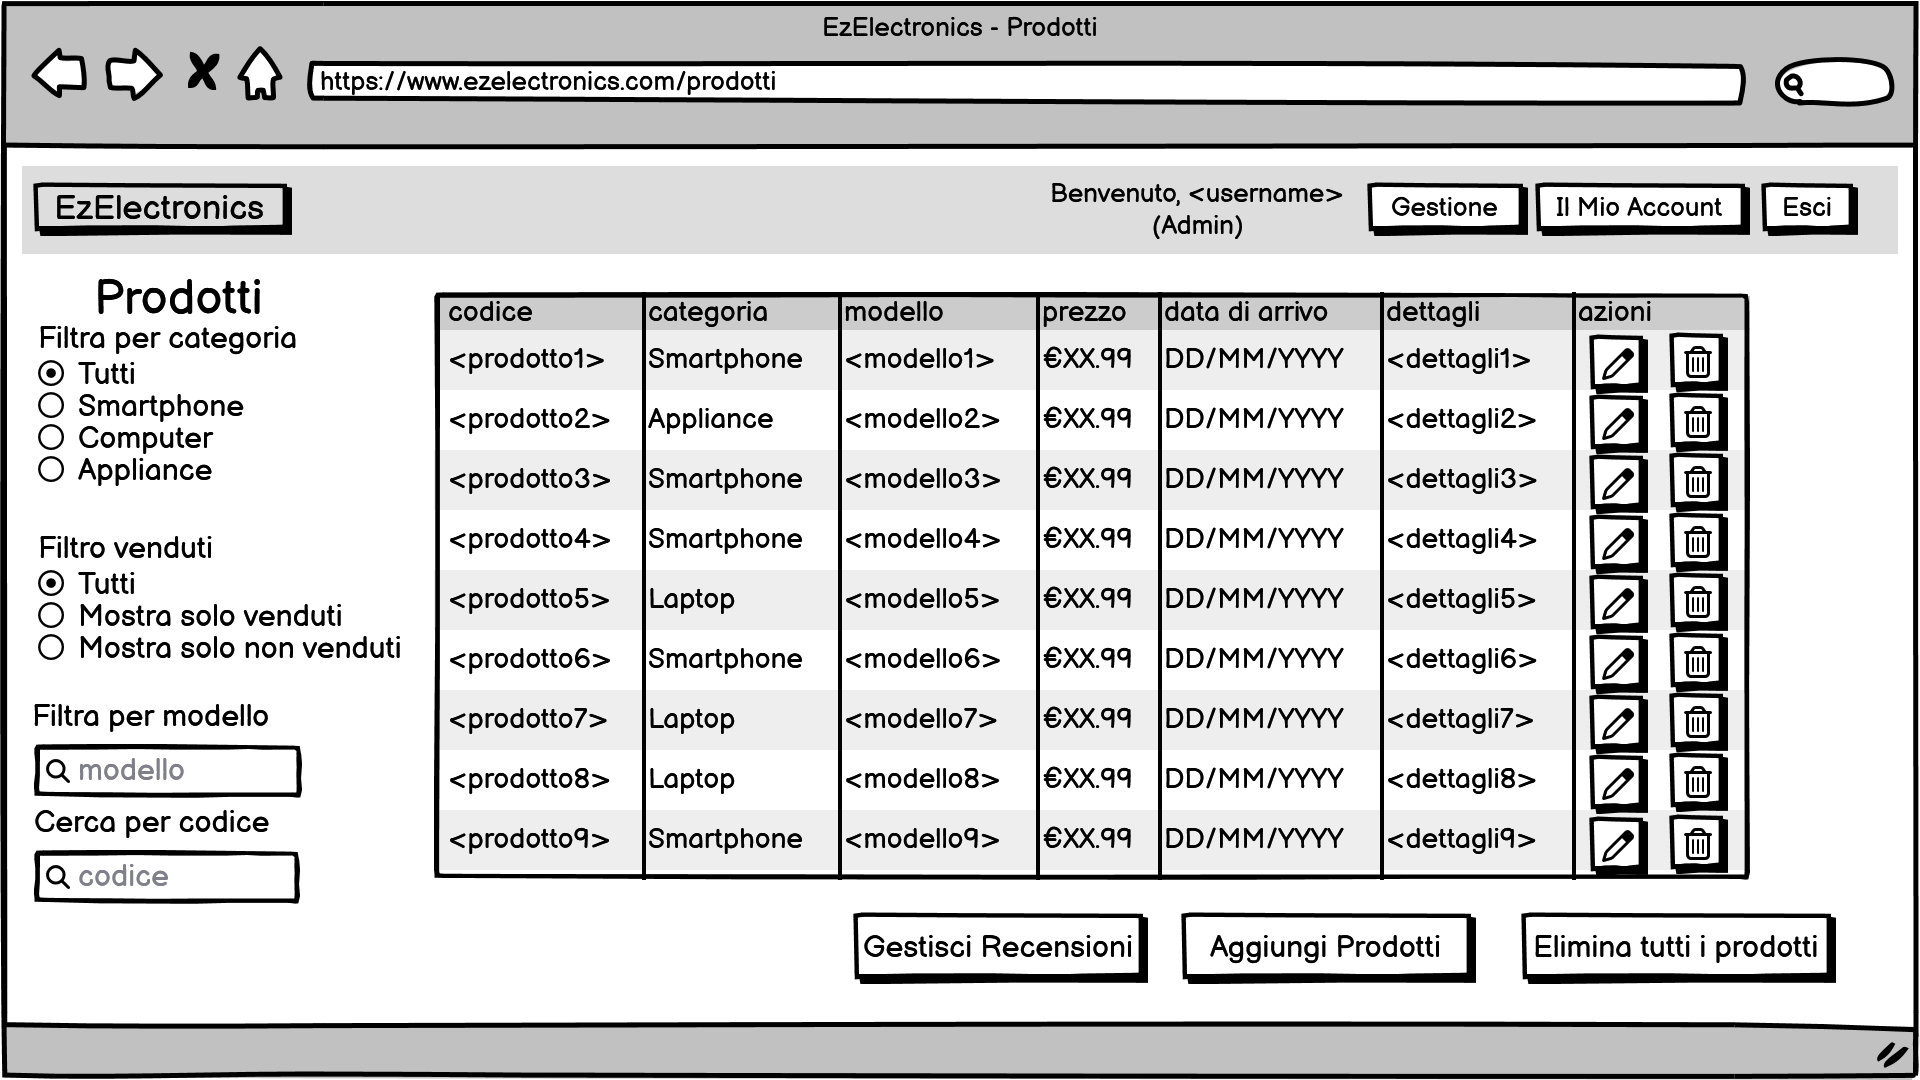 EzElectronics - Prodotti
https://www.ezelectronics.com/prodotti
EzElectronics
Benvenuto, <username>
(Admin)
Gestione
Il Mio Account
Esci
Prodotti
Filtra per categoria
Tutti
Smartphone
Computer
Appliance
Filtro venduti
Tutti
Mostra solo venduti
Mostra solo non venduti
Filtra per modello
modello
Cerca per codice
codice
codice categoria modello prezzo data di arrivo dettagli azioni
<prodotto1> Smartphone <modello1> €XX.99 DD/MM/YYYY <dettagli1>
<prodotto2> Appliance <modello2> €XX.99 DD/MM/YYYY <dettagli2>
<prodotto3> Smartphone <modello3> €XX.99 DD/MM/YYYY <dettagli3>
<prodotto4> Smartphone <modello4> €XX.99 DD/MM/YYYY <dettagli4>
<prodotto5> Laptop <modello5> €XX.99 DD/MM/YYYY <dettagli5>
<prodotto6> Smartphone <modello6> €XX.99 DD/MM/YYYY <dettagli6>
<prodotto7> Laptop <modello7> €XX.99 DD/MM/YYYY <dettagli7>
<prodotto8> Laptop <modello8> €XX.99 DD/MM/YYYY <dettagli8>
<prodotto9> Smartphone <modello9> €XX.99 DD/MM/YYYY <dettagli9>
Gestisci Recensioni
Aggiungi Prodotti
Elimina tutti i prodotti